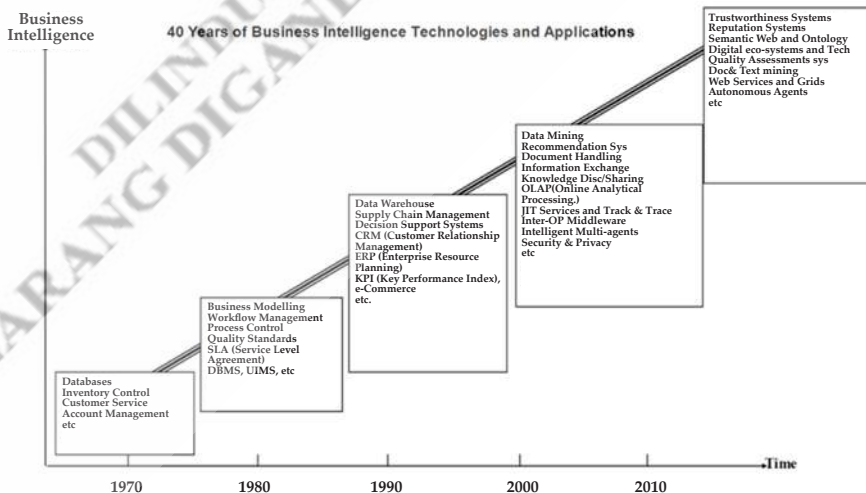 Business
Intelligence
40 Years of Business Intelligence Technologies and Applications
Trustworthiness Systems
Reputation Systems
Semantic Web and Ontology
Digital eco-systems and Tech
Quality Assessments sys
Doc& Text mining
Web Services and Grids
Autonomous Agents
etc
Data Mining
Recommendation Sys
Document Handling
Information Exchange
Knowledge Disc/Sharing
OLAP(Online Analytical
Processing.)
JIT Services and Track & Trace
Inter-OP Middleware
Intelligent Multi-agents
Security & Privacy
etc
Data Warehouse
Supply Chain Management
Decision Support Systems
CRM (Customer Relationship
Management)
ERP (Enterprise Resource
Planning)
KPI (Key Performance Index),
e-Commerce
etc.
Business Modelling
Workflow Management
Process Control
Quality Standards
SLA (Service Level
Agreement)
DBMS, UIMS, etc
Databases
Inventory Control
Customer Service
Account Management
etc
Time
1970 1980 1990 2000 2010